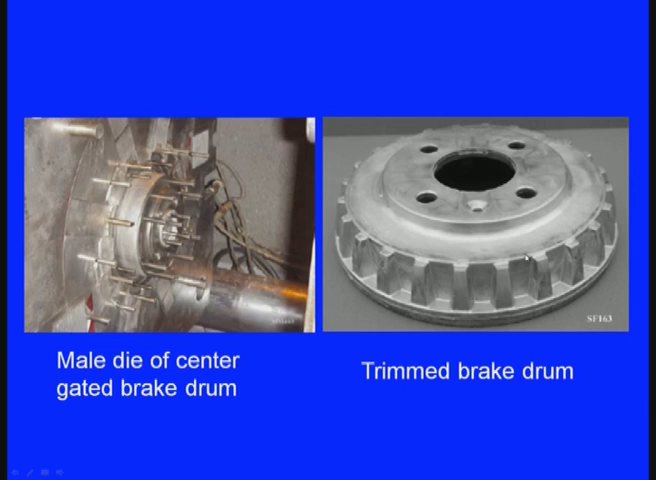 SF163
Male die of center
gated brake drum
Trimmed brake drum